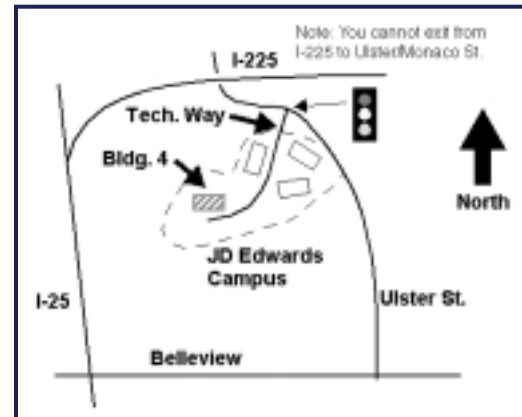 Note: You cannot exit from
I-225 to Ulster/Monaco St.
I-225
Tech. Way
Bldg. 4
North
JD Edwards
Campus
I-25
Ulster St.
Belleview